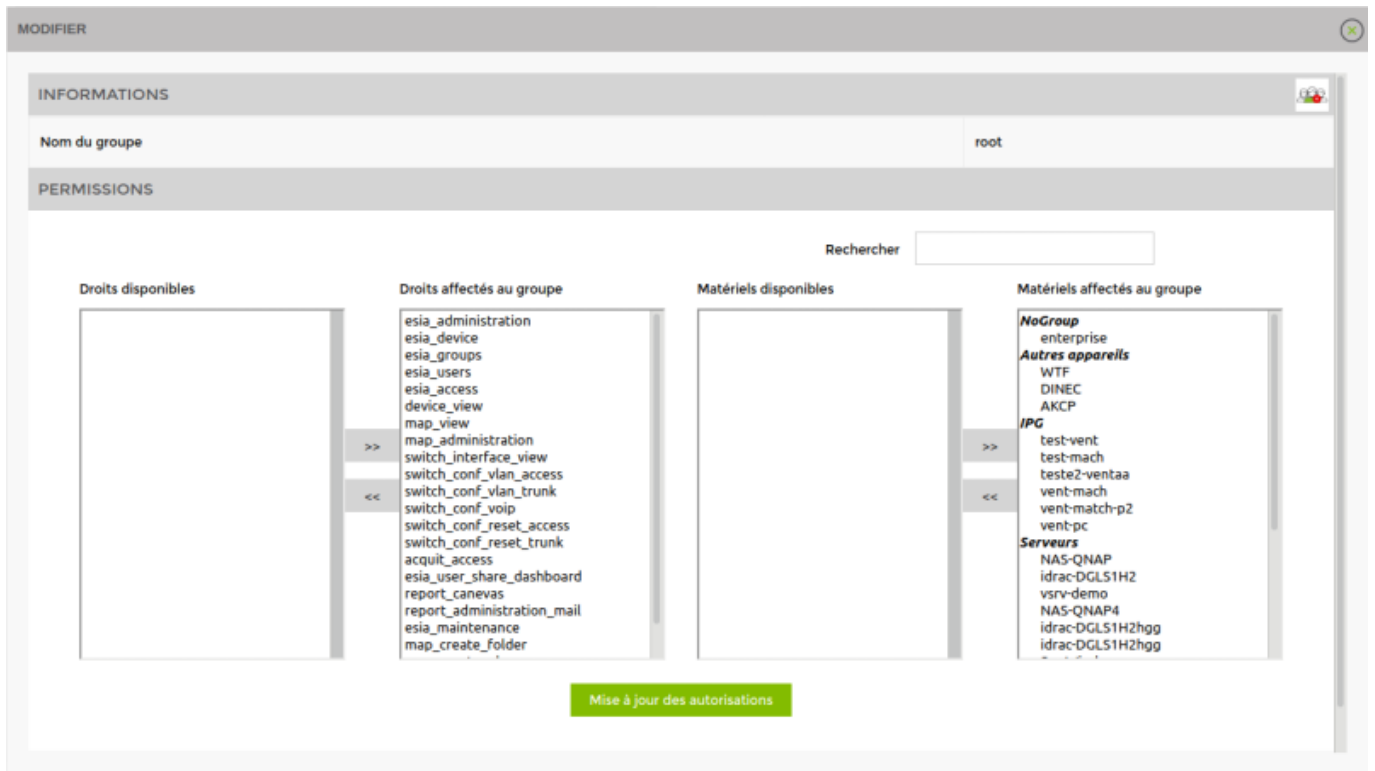 MODIFIER
INFORMATIONS
Nom du groupe
root
PERMISSIONS
Rechercher
Droits disponibles
Droits affectés au groupe
Matériels disponibles
Matériels affectés au groupe
>>
<<
esia_administration
esia_device
esia_groups
esia_users
esia_access
device_view
map_view
map_administration
switch_interface_view
switch_conf_vlan_access
switch_conf_vlan_trunk
switch_conf_voip
switch_conf_reset_access
switch_conf_reset_trunk
acquit_access
esia_user_share_dashboard
report_canevas
report_administration_mail
esia_maintenance
map_create_folder
>>
<<
NoGroup
enterprise
Autres appareils
WTF
DINEC
AKCP
IPG
test-vent
test-mach
teste2-ventaa
vent-mach
vent-match-p2
vent-pc
Serveurs
NAS-QNAP
idrac-DGLS1H2
vsrv-demo
NAS-QNAP4
idrac-DGLS1H2hgg
idrac-DGLS1H2hgg
Mise à jour des autorisations